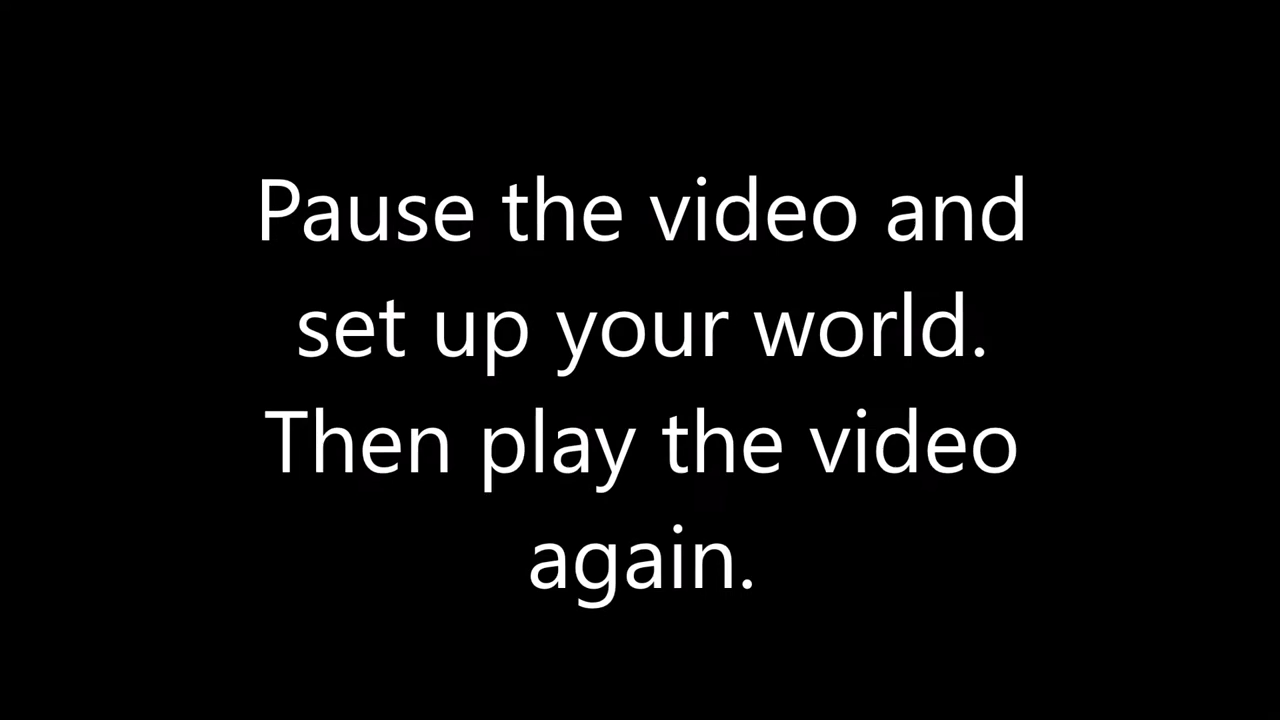 Pause the video and
set up your world.
Then play the video
again.